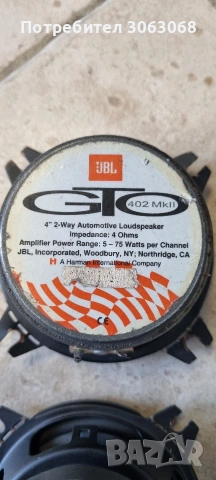 Потребител 3063068
JBL
GTO
402 MkII
4" 2-Way Automotive Loudspeaker
Impedance: 4 Ohms
Amplifier Power Range: 5 – 75 Watts per Channel
JBL, Incorporated, Woodbury, NY; Northridge, CA
H A Harman International Company
CE
БАZAR